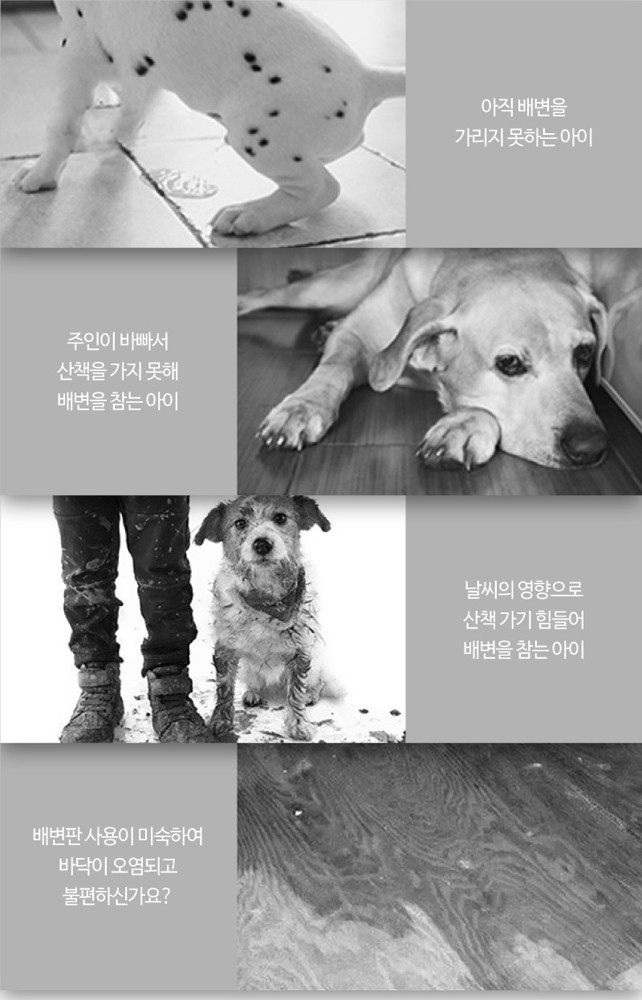 아직 배변을
가리지 못하는 아이
주인이 바빠서
산책을 가지 못해
배변을 참는 아이
날씨의 영향으로
산책 가기 힘들어
배변을 참는 아이
배변판 사용이 미숙하여
바닥이 오염되고
불편하신가요?